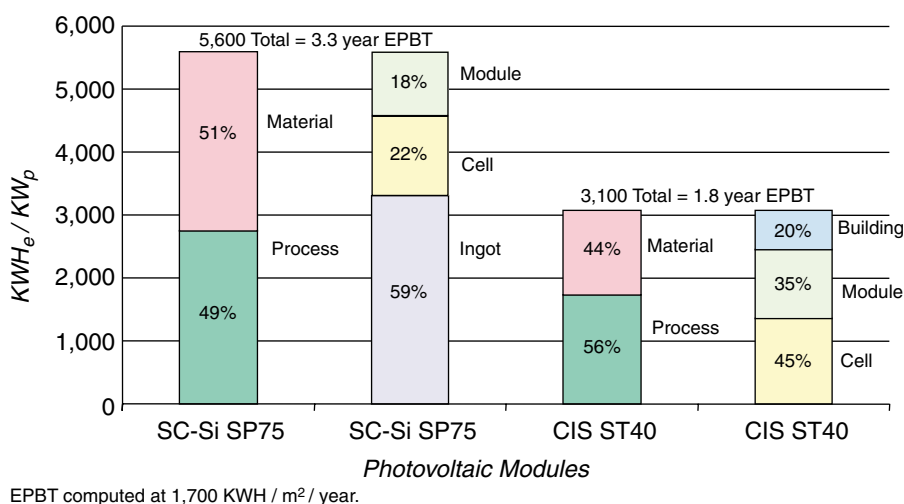 6,000
5,600 Total = 3.3 year EPBT
18%
Module
5,000
51%
Material
22%
Cell
4,000
KWHe / KWp
3,100 Total = 1.8 year EPBT
3,000
20%
Building
Process
Ingot
44%
Material
2,000
59%
35%
Module
49%
Process
1,000
56%
45%
Cell
0
SC-Si SP75
SC-Si SP75
CIS ST40
CIS ST40
Photovoltaic Modules
EPBT computed at 1,700 KWH / m² / year.